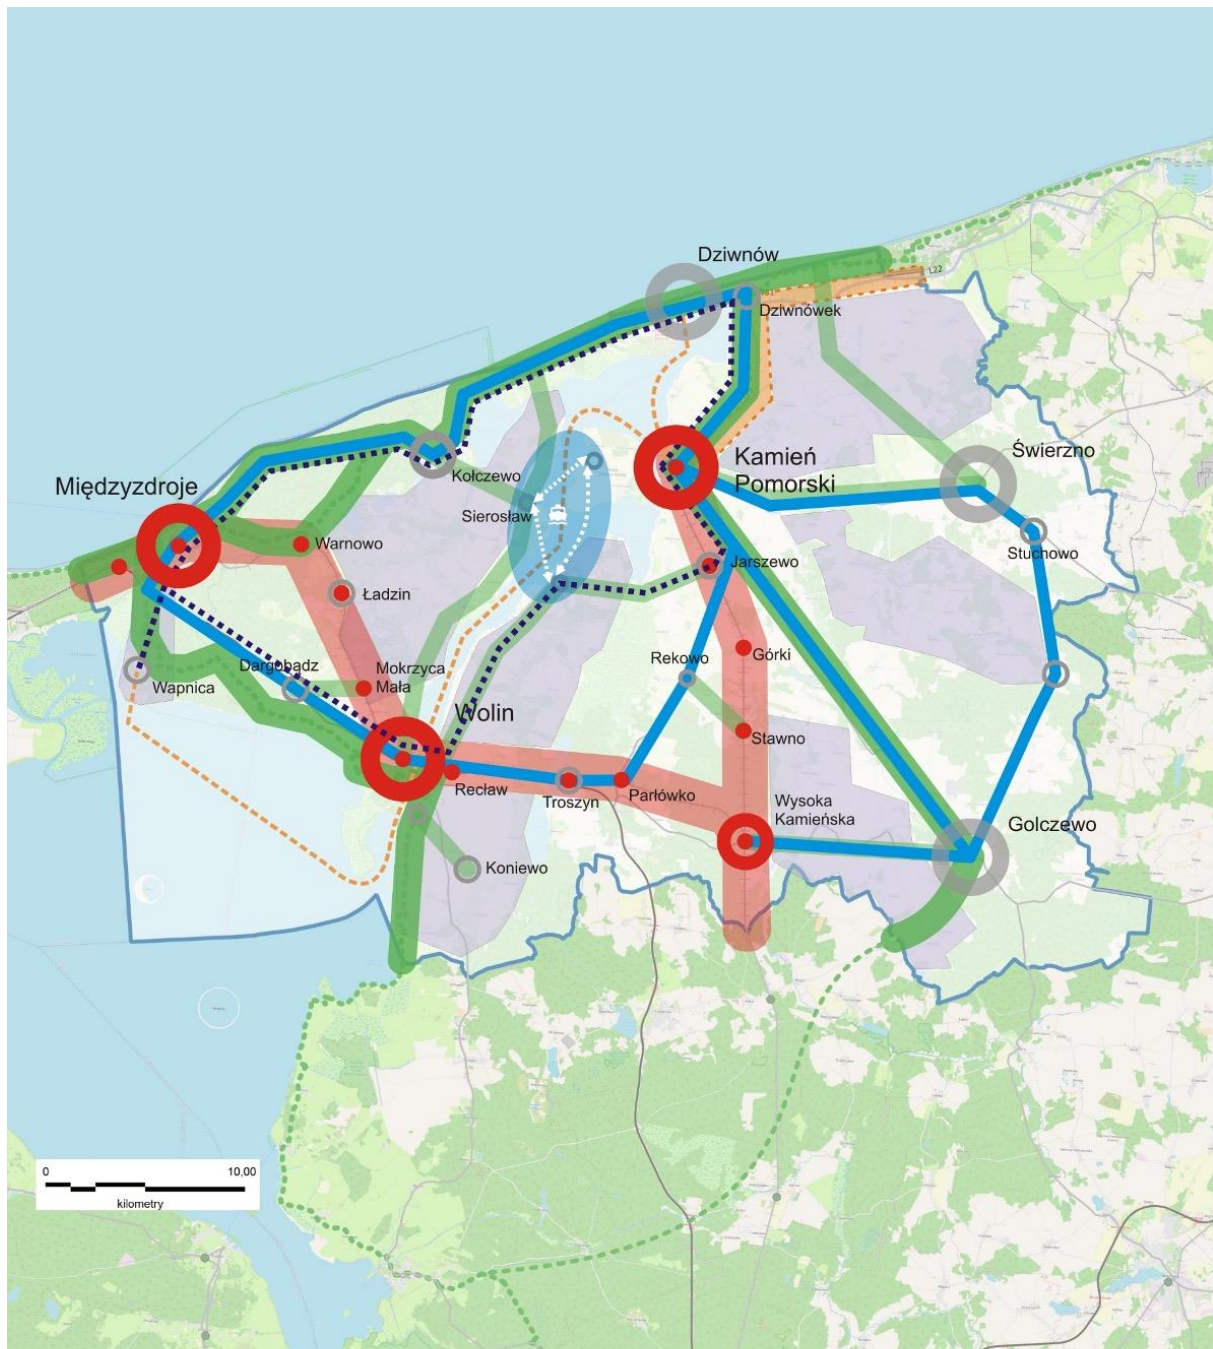 Dziwnów
L22
Dziwnówek
Świerzno
Kamień
Pomorski
Kołczewo
Międzyzdroje
Sierosław
Stuchowo
Warnowo
Jarszewo
Ładzin
Górki
Rekowo
Dargobądz
Mokrzyca
Mała
Wapnica
Wolin
Stawno
Recław
Troszyn
Parłówko
Wysoka
Kamieńska
Golczewo
Koniewo
0 10,00
kilometry